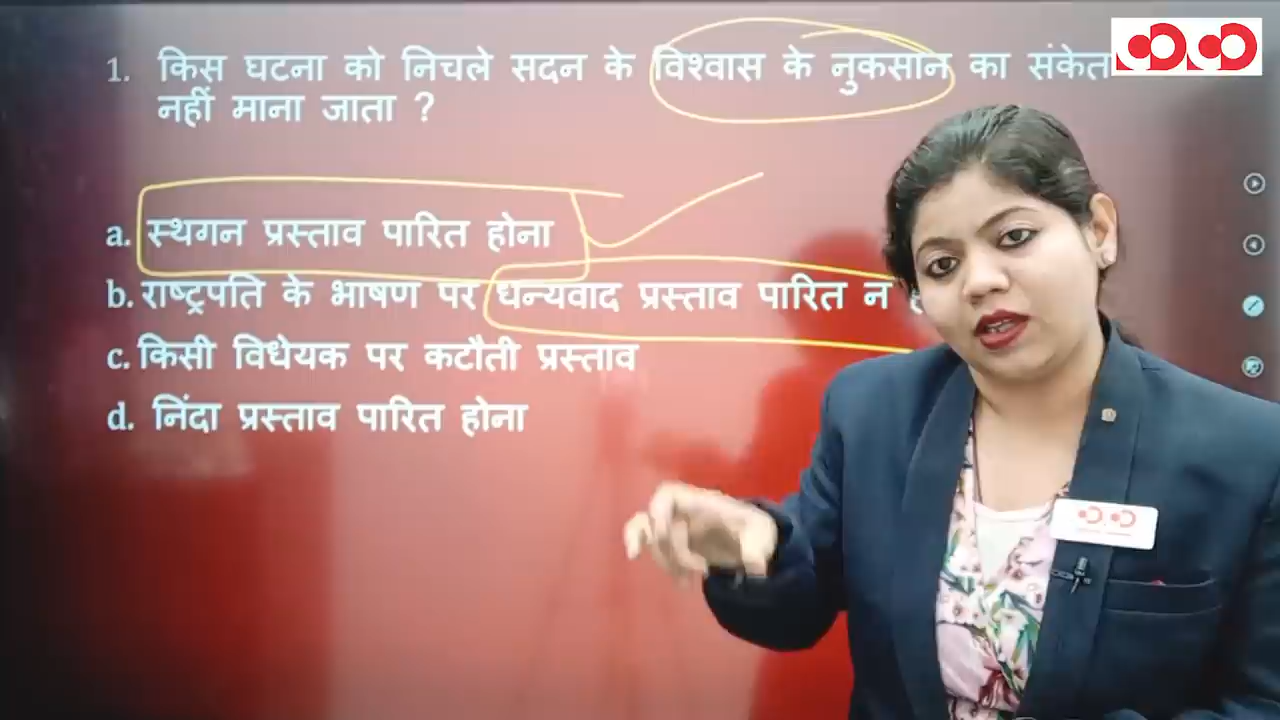 1. किस घटना को निचले सदन के विश्वास के नुकसान का संकेत
नहीं माना जाता ?
a. स्थगन प्रस्ताव पारित होना
b. राष्ट्रपति के भाषण पर धन्यवाद प्रस्ताव पारित न
c. किसी विधेयक पर कटौती प्रस्ताव
d. निंदा प्रस्ताव पारित होना